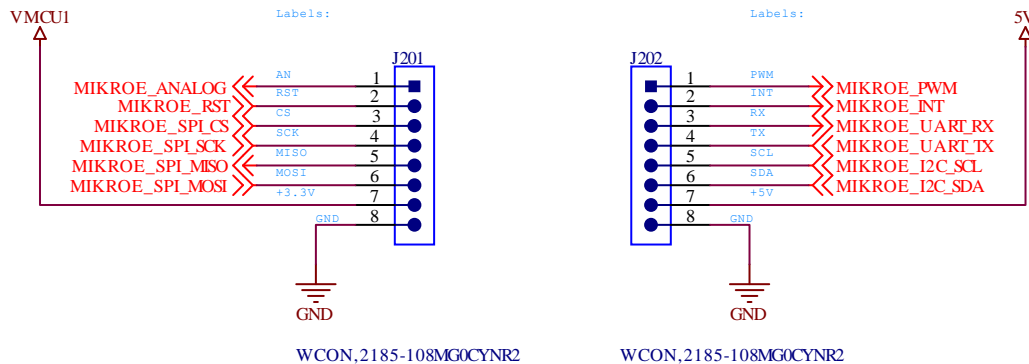 Labels:
VMCU1
J201
MIKROE_ANALOG AN 1
MIKROE_RST RST 2
MIKROE_SPI_CS CS 3
MIKROE_SPI_SCK SCK 4
MIKROE_SPI_MISO MISO 5
MIKROE_SPI_MOSI MOSI 6
+3.3V 7
GND 8
GND
WCON,2185-108MG0CYNR2
Labels:
5V
J202
1 PWM MIKROE_PWM
2 INT MIKROE_INT
3 RX MIKROE_UART_RX
4 TX MIKROE_UART_TX
5 SCL MIKROE_I2C_SCL
6 SDA MIKROE_I2C_SDA
7 +5V
8 GND
GND
WCON,2185-108MG0CYNR2